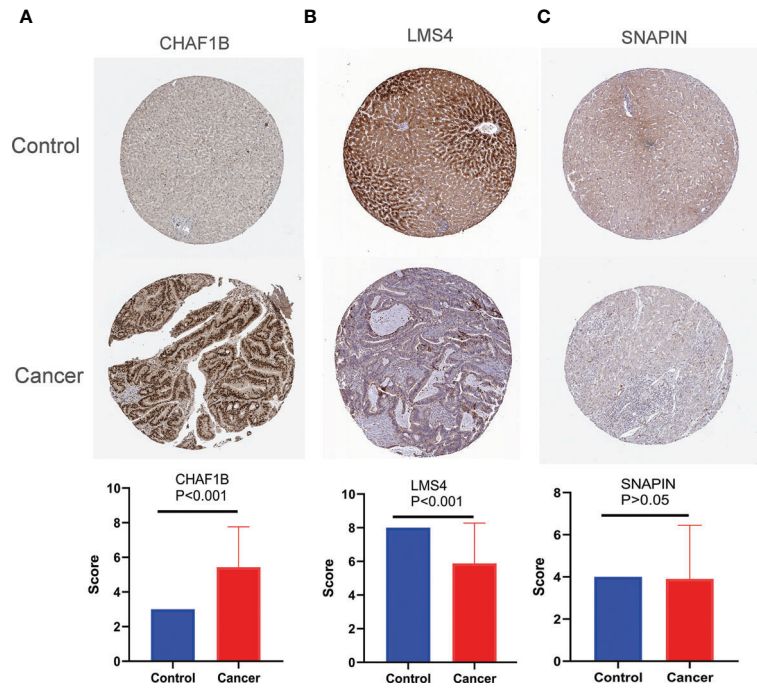 A
B
C
CHAF1B
LMS4
SNAPIN
Control
Cancer
CHAF1B
P<0.001
10
8
6
4
2
0
Score
Control
Cancer
LMS4
P<0.001
10
8
6
4
2
0
Score
Control
Cancer
SNAPIN
P>0.05
8
6
4
2
0
Score
Control
Cancer